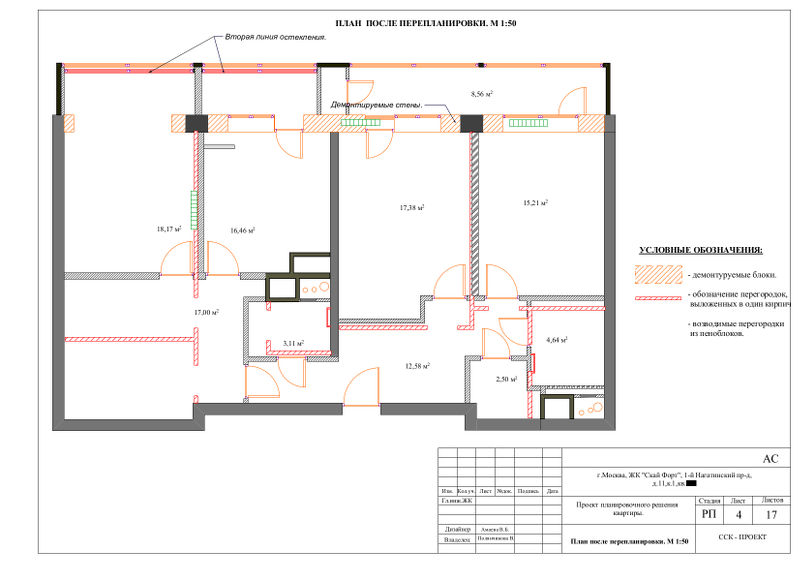 ПЛАН ПОСЛЕ ПЕРЕПЛАНИРОВКИ. М 1:50
Вторая линия остекления.
8,56 м²
Демонтируемые стены.
17,38 м²
15,21 м²
18,17 м²
16,46 м²
УСЛОВНЫЕ ОБОЗНАЧЕНИЯ:
- демонтуруемые блоки.
- обозначение перегородок,
выложенных в один кирпич
- возводимые перегородки
из пеноблоков.
17,00 м²
3,11 м²
4,64 м²
12,58 м²
2,50 м²
АС
г.Москва, ЖК "Скай Форт", 1-й Нагатинский пр-д,
д.11,к.1,кв.
Изм. Кол уч. Лист №док. Подпись Дата
Гл.инж.ЖК
Проект планировочного решения
квартиры.
Стадия Лист Листов
РП 4 17
Дизайнер
Владелец
План после перепланировки. М 1:50
ССК - ПРОЕКТ